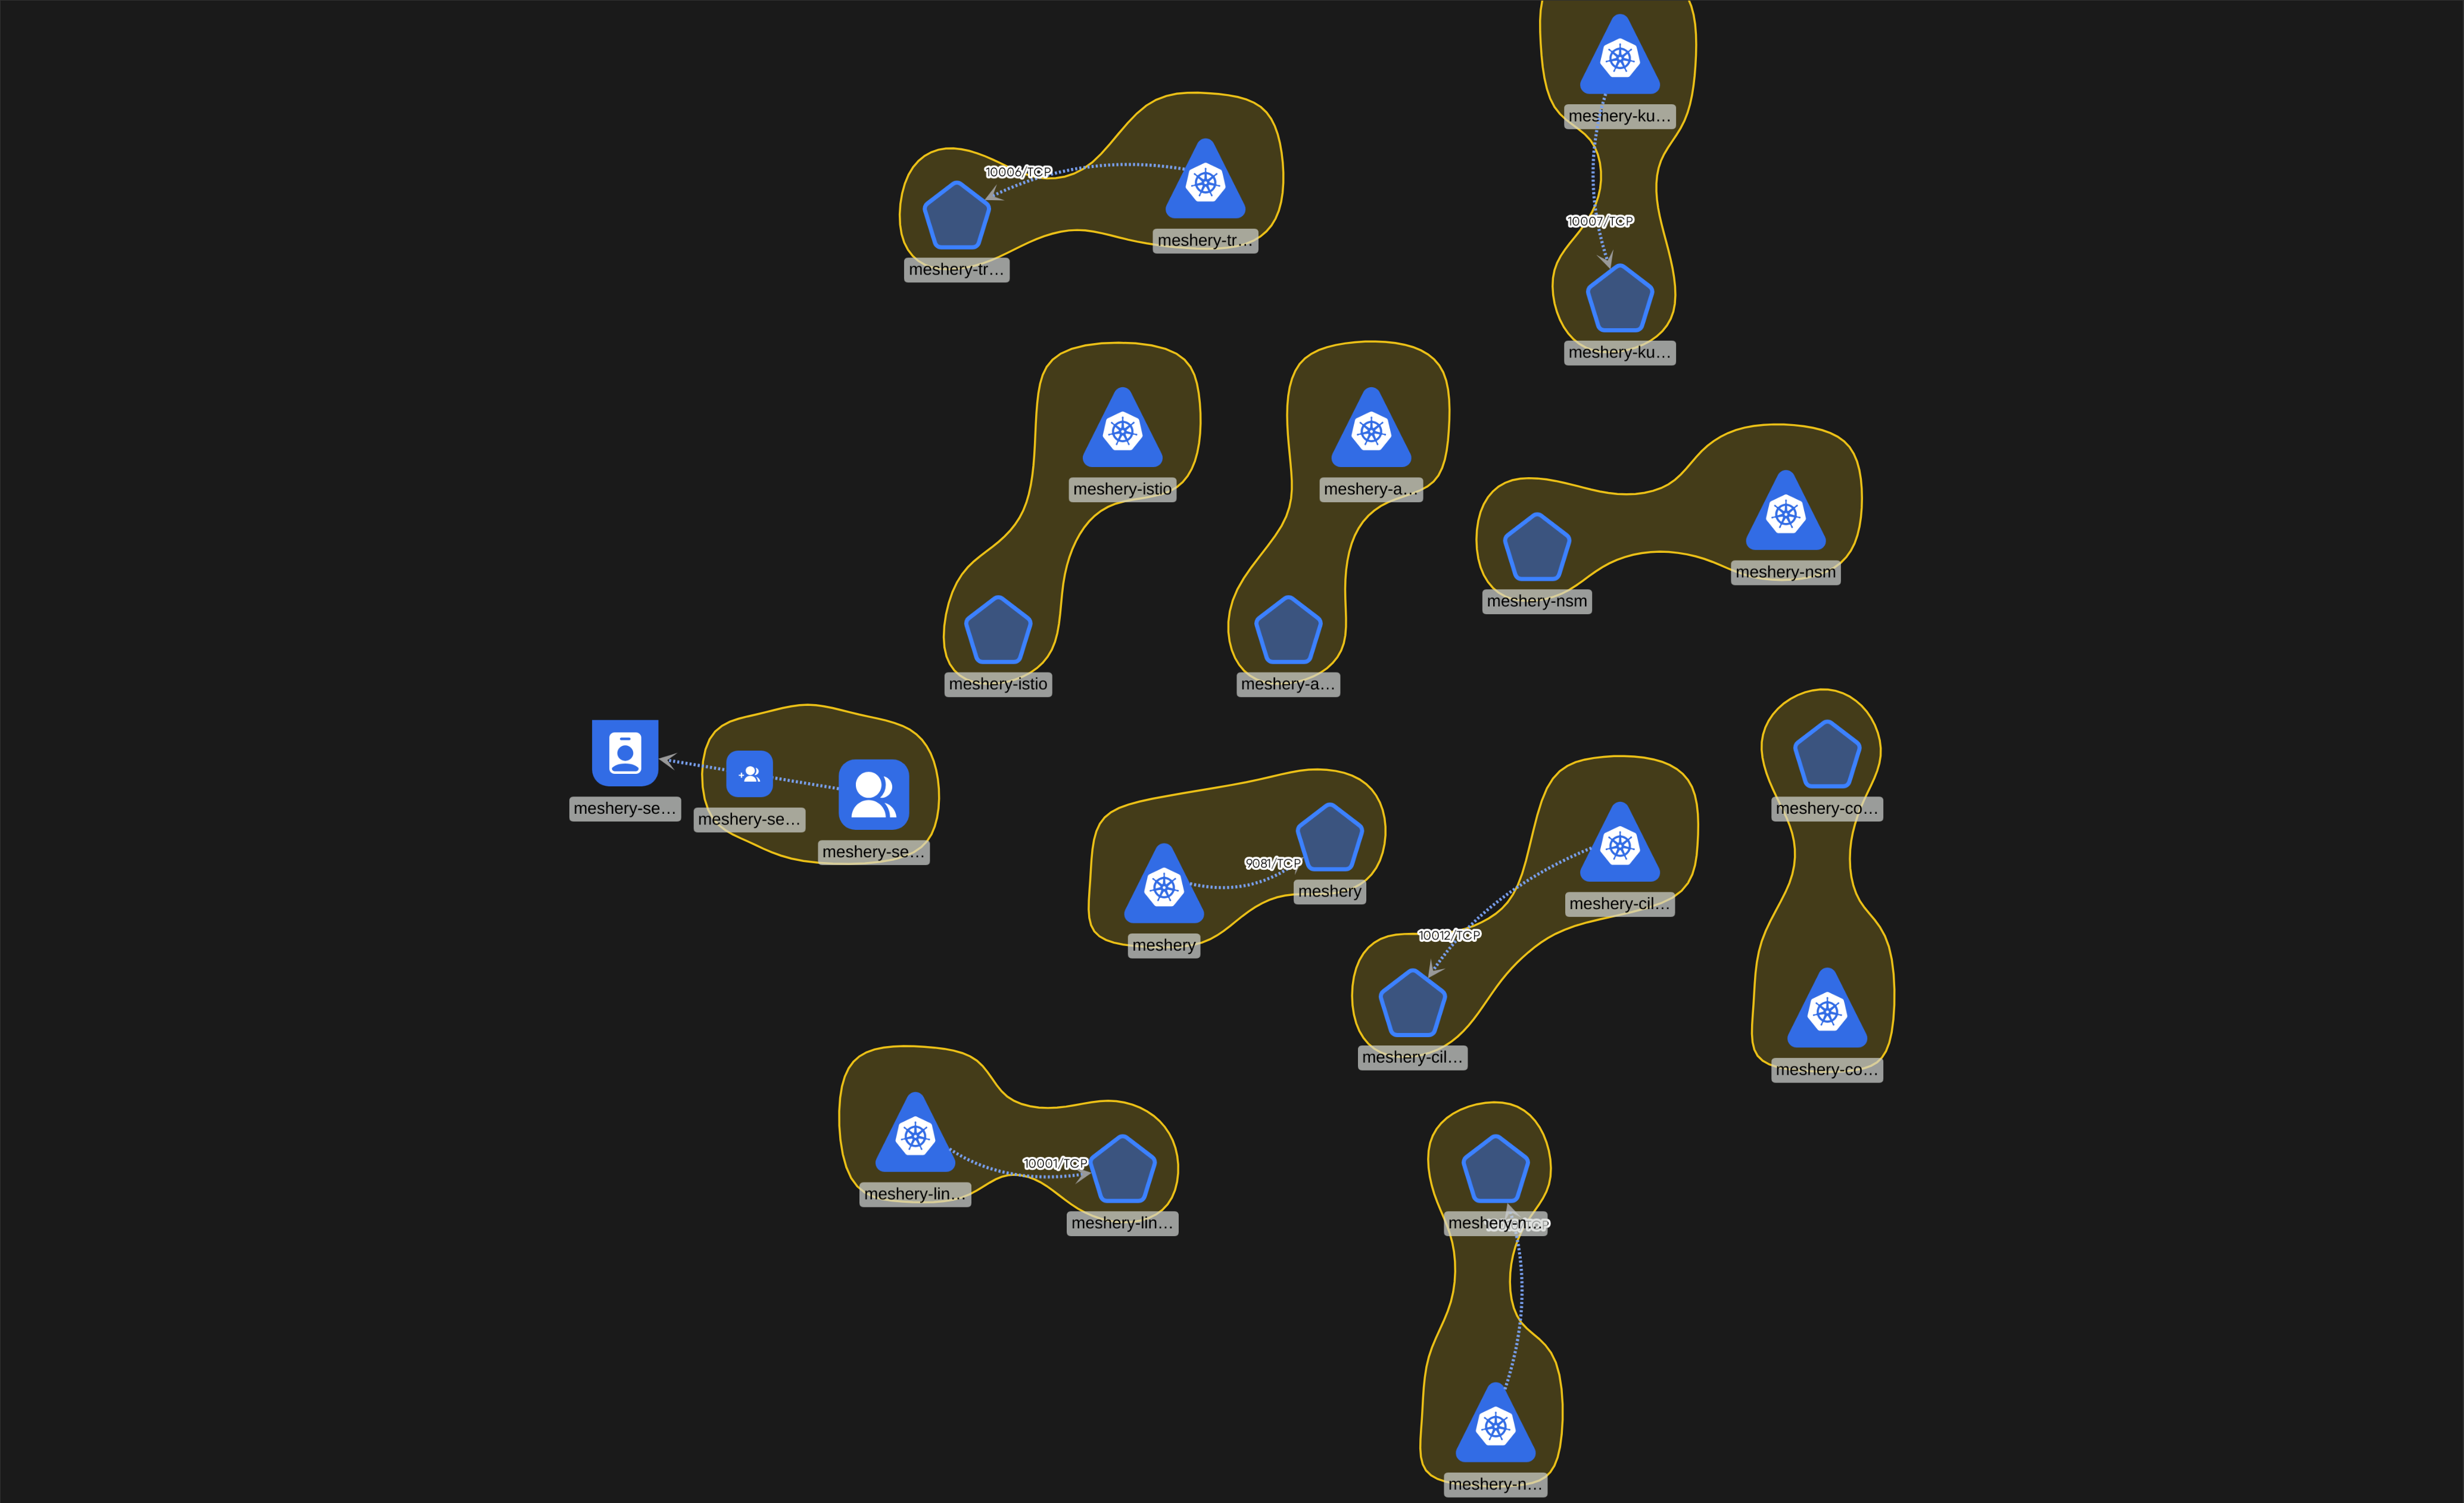 meshery-ku…
10006/TCP
meshery-tr…
meshery-tr…
10007/TCP
meshery-ku…
meshery-istio
meshery-a…
meshery-nsm
meshery-nsm
meshery-istio
meshery-a…
meshery-se…
meshery-se…
meshery-se…
meshery-co…
9081/TCP
meshery
meshery
meshery-cil…
10012/TCP
meshery-cil…
meshery-co…
10001/TCP
meshery-lin…
meshery-lin…
meshery-n…
meshery-n…